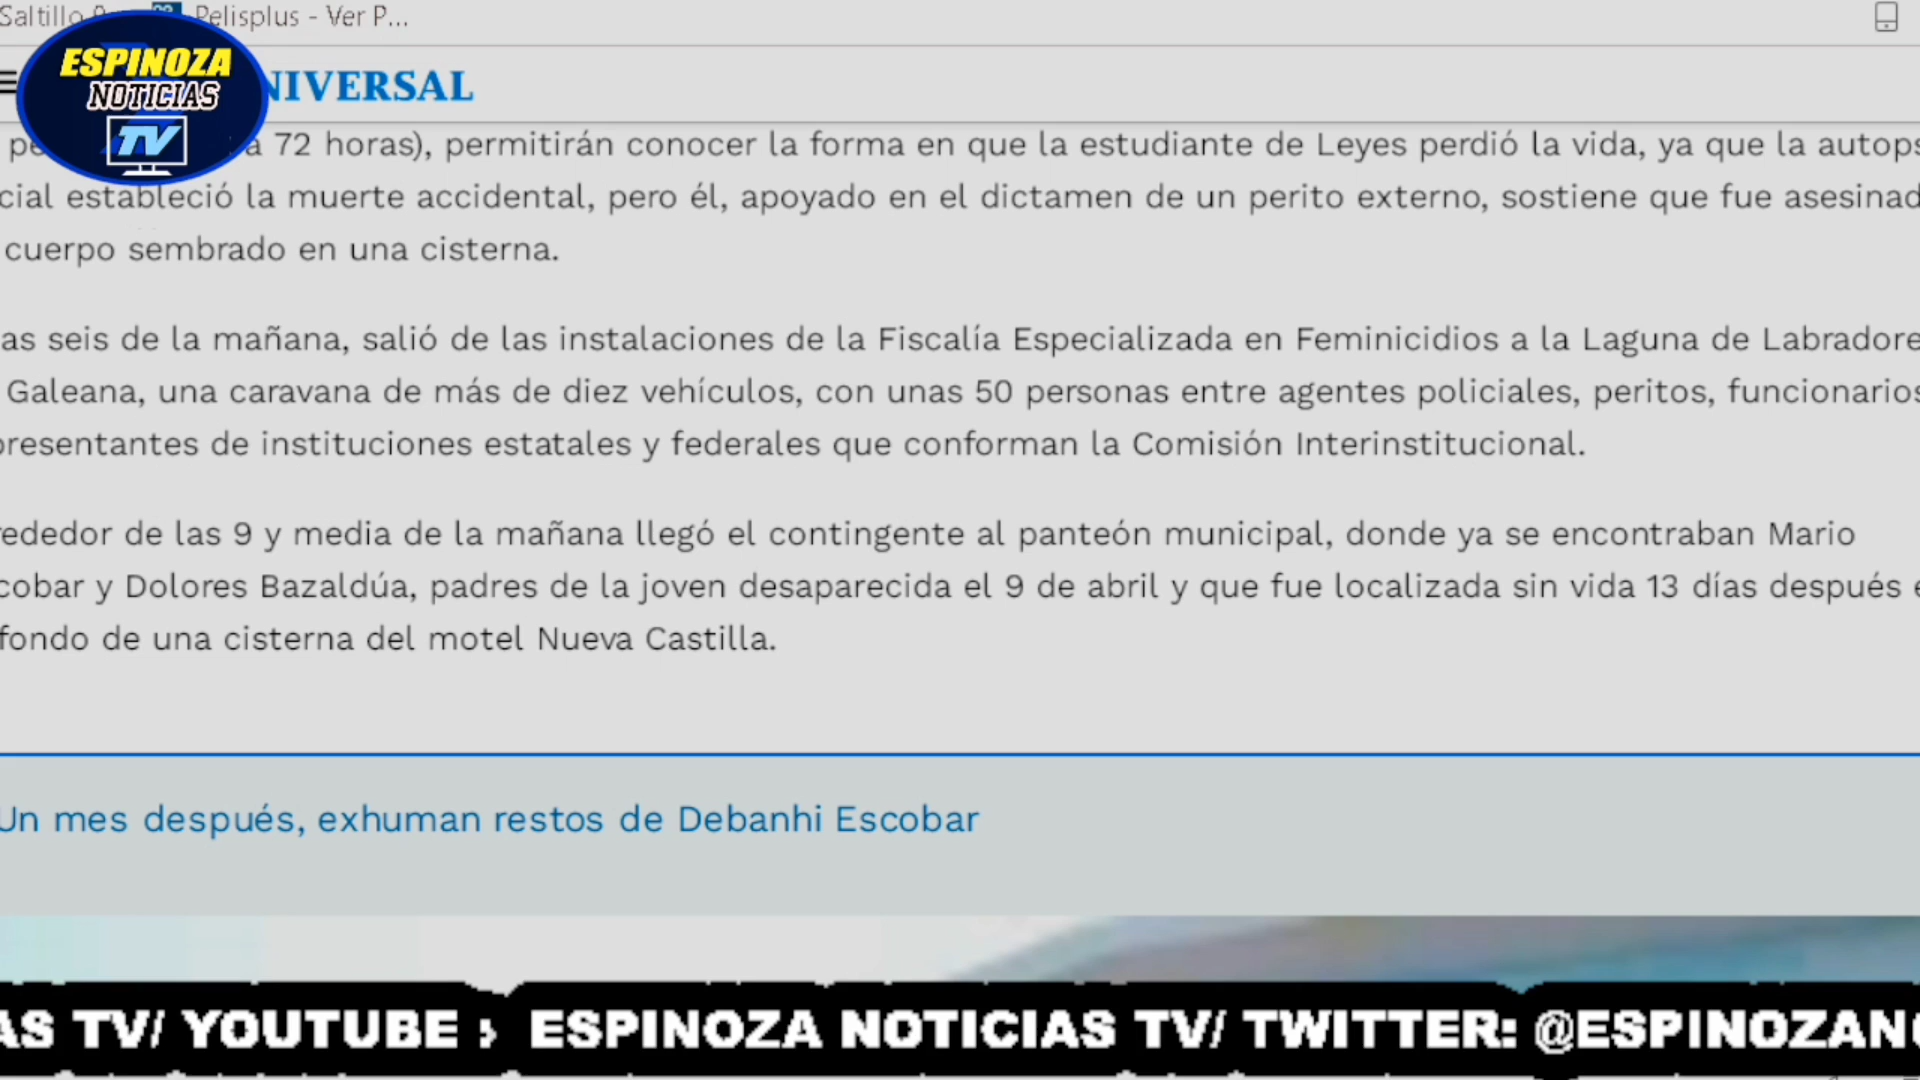 Saltillo
Pelisplus - Ver P...
ESPINOZA
NOTICIAS
TV
NIVERSAL
a 72 horas), permitirán conocer la forma en que la estudiante de Leyes perdió la vida, ya que la autops
cial estableció la muerte accidental, pero él, apoyado en el dictamen de un perito externo, sostiene que fue asesinad
cuerpo sembrado en una cisterna.
as seis de la mañana, salió de las instalaciones de la Fiscalía Especializada en Feminicidios a la Laguna de Labradore
Galeana, una caravana de más de diez vehículos, con unas 50 personas entre agentes policiales, peritos, funcionarios
presentantes de instituciones estatales y federales que conforman la Comisión Interinstitucional.
rededor de las 9 y media de la mañana llegó el contingente al panteón municipal, donde ya se encontraban Mario
cobar y Dolores Bazaldúa, padres de la joven desaparecida el 9 de abril y que fue localizada sin vida 13 días después e
fondo de una cisterna del motel Nueva Castilla.
Un mes después, exhuman restos de Debanhi Escobar
AS TV/ YOUTUBE › ESPINOZA NOTICIAS TV/ TWITTER: @ESPINOZANO